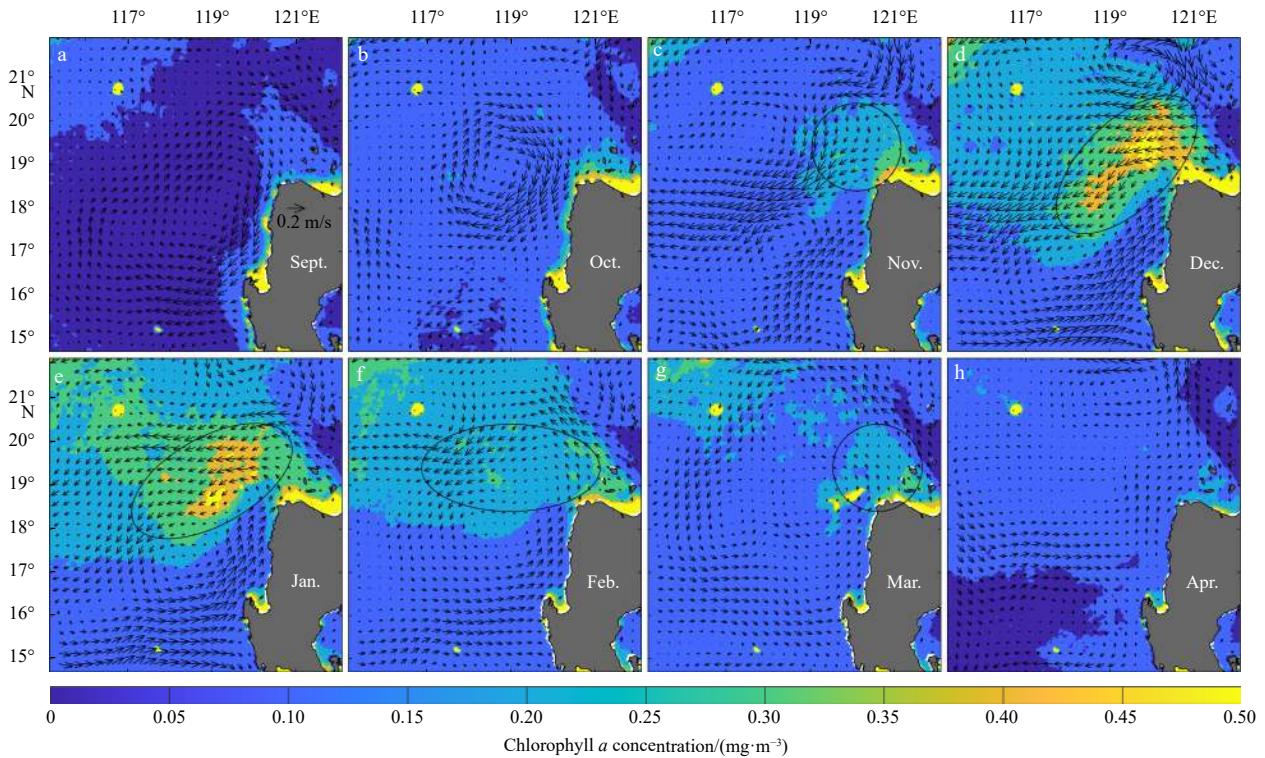 117° 119° 121°E 117° 119° 121°E 117° 119° 121°E 117° 119° 121°E
a b c d
21°
N
20°
19°
18°
0.2 m/s
17°
Sept. Oct. Nov. Dec.
16°
15°
e f g h
21°
N
20°
19°
18°
17°
Jan. Feb. Mar. Apr.
16°
15°
0 0.05 0.10 0.15 0.20 0.25 0.30 0.35 0.40 0.45 0.50
Chlorophyll a concentration/(mg·m⁻³)